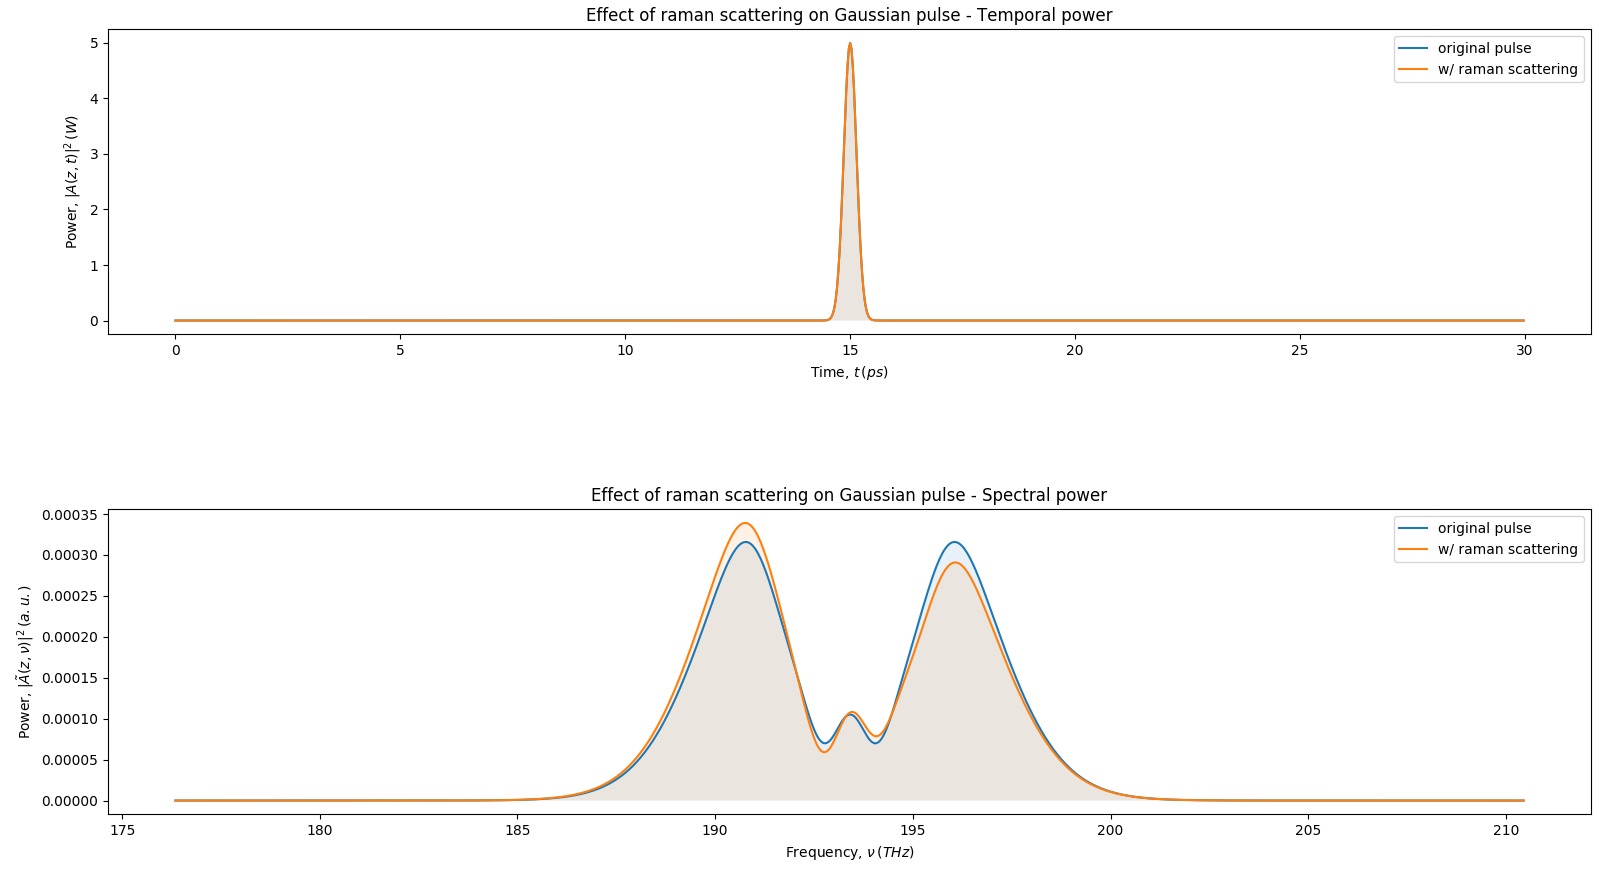 Effect of raman scattering on Gaussian pulse - Temporal power
original pulse
w/ raman scattering
Power, |A(z, t)|² (W)
5
4
3
2
1
0
0 5 10 15 20 25 30
Time, t (ps)
Effect of raman scattering on Gaussian pulse - Spectral power
original pulse
w/ raman scattering
Power, |Ã(z, ν)|² (a. u. )
0.00035
0.00030
0.00025
0.00020
0.00015
0.00010
0.00005
0.00000
175 180 185 190 195 200 205 210
Frequency, ν (THz)